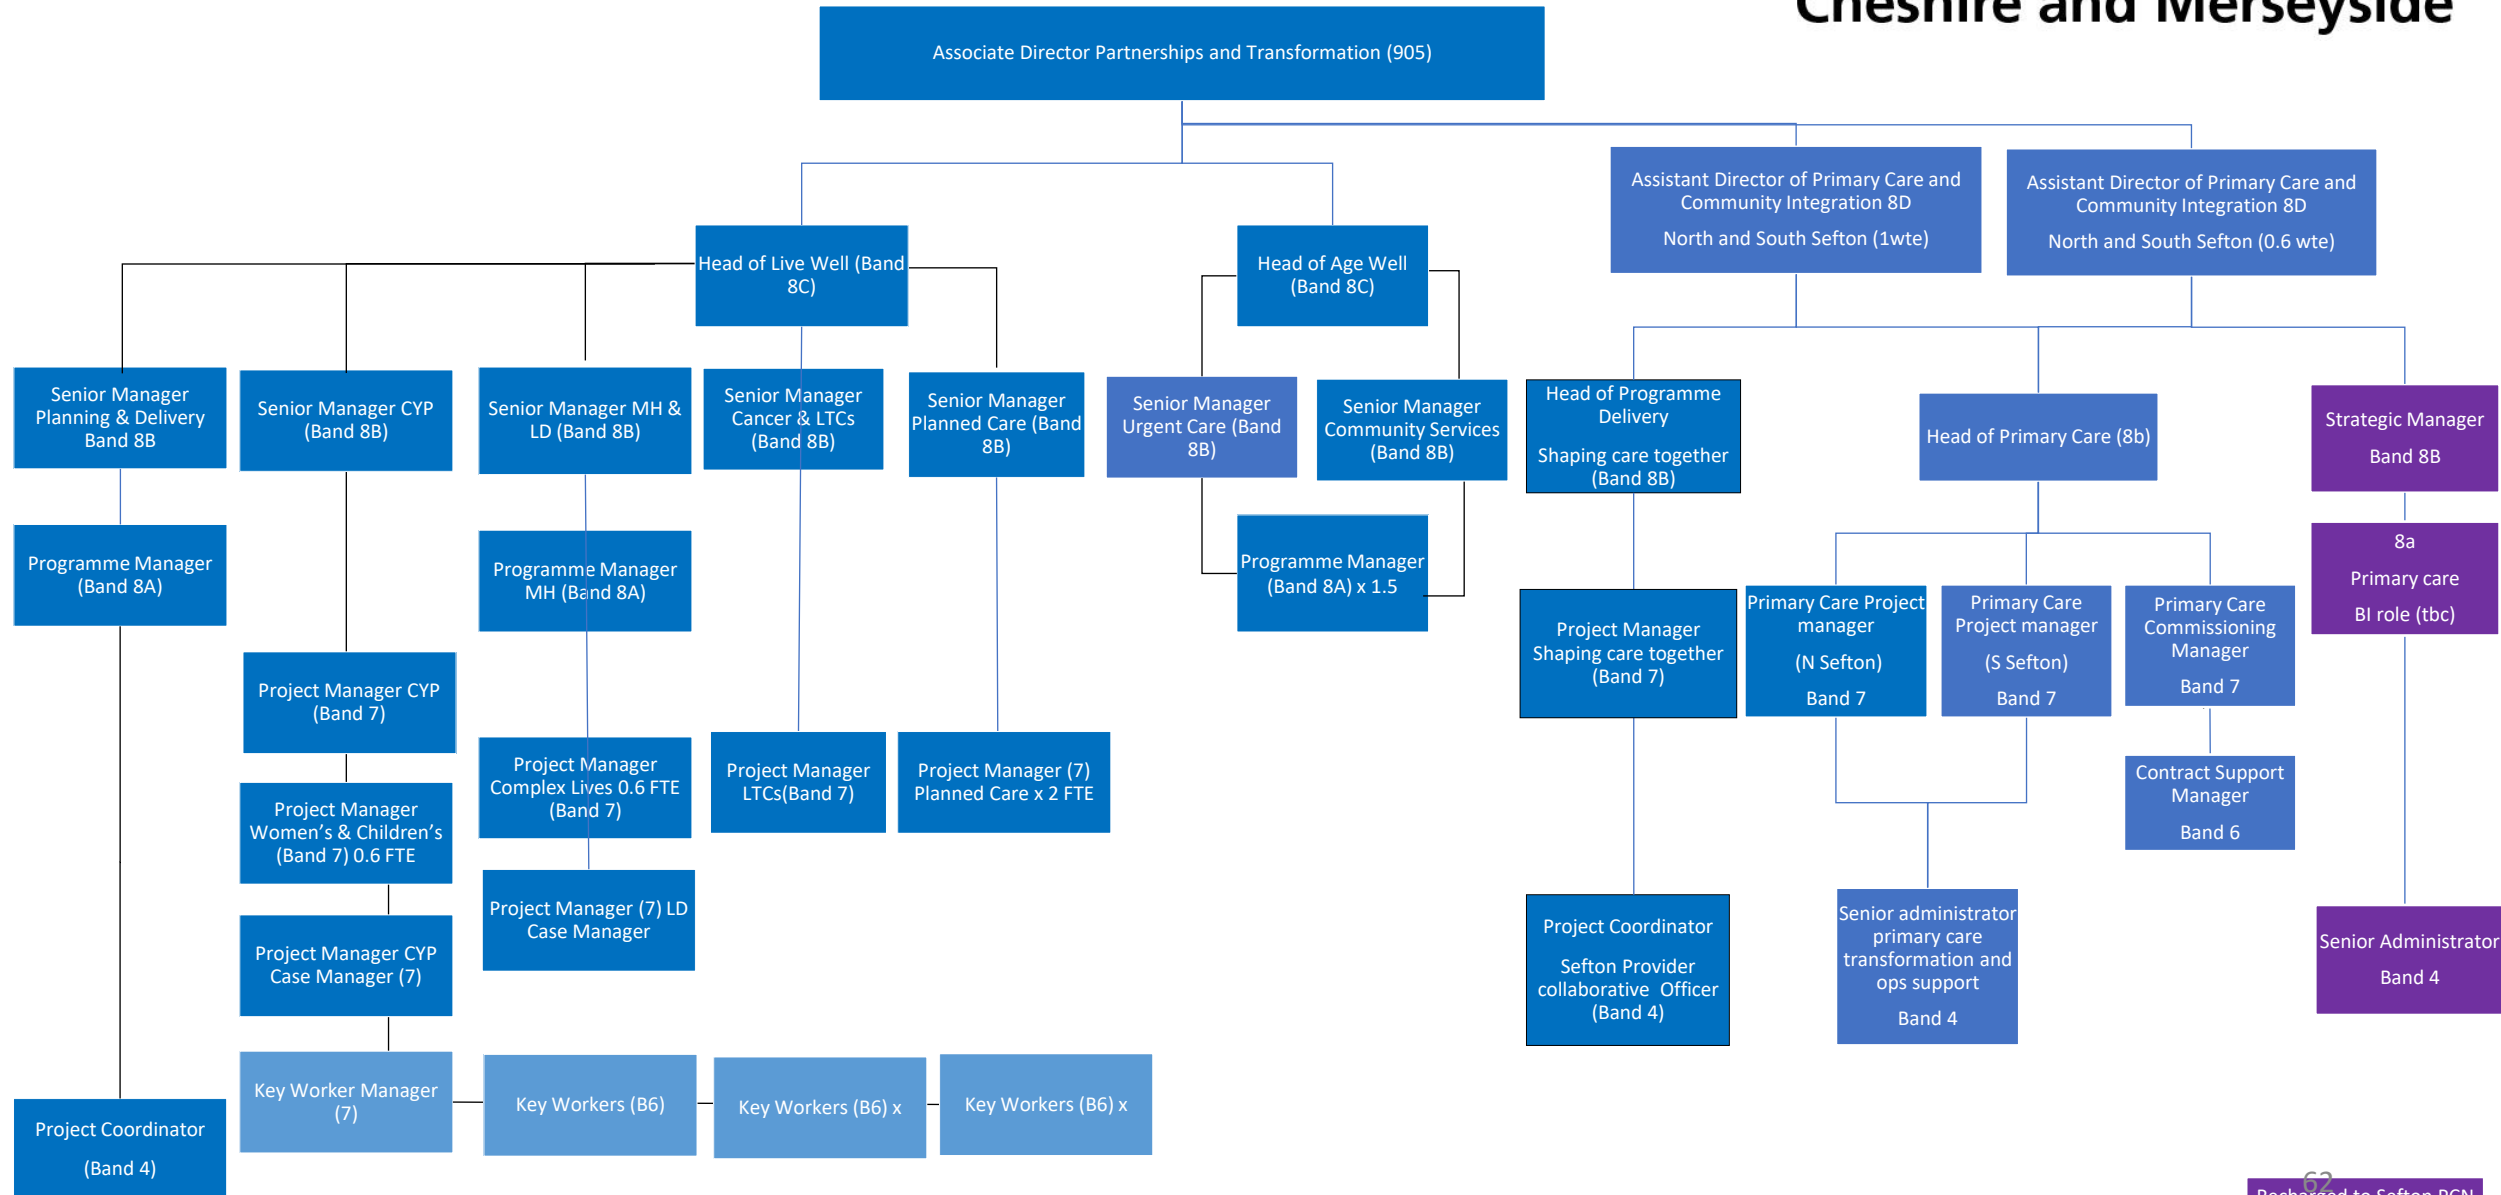 Cheshire and Merseyside
Associate Director Partnerships and Transformation (905)
Assistant Director of Primary Care and
Community Integration 8D
North and South Sefton (1wte)
Assistant Director of Primary Care and
Community Integration 8D
North and South Sefton (0.6 wte)
Head of Live Well (Band
8C)
Head of Age Well
(Band 8C)
Senior Manager
Planning & Delivery
Band 8B
Senior Manager CYP
(Band 8B)
Senior Manager MH &
LD (Band 8B)
Senior Manager
Cancer & LTCs
(Band 8B)
Senior Manager
Planned Care (Band
8B)
Senior Manager
Urgent Care (Band
8B)
Senior Manager
Community Services
(Band 8B)
Head of Programme
Delivery
Shaping care together
(Band 8B)
Head of Primary Care (8b)
Strategic Manager
Band 8B
Programme Manager
(Band 8A)
Programme Manager
MH (Band 8A)
Programme Manager
(Band 8A) x 1.5
8a
Primary care
BI role (tbc)
Project Manager CYP
(Band 7)
Project Manager
Shaping care together
(Band 7)
Primary Care Project
manager
(N Sefton)
Band 7
Primary Care
Project manager
(S Sefton)
Band 7
Primary Care
Commissioning
Manager
Band 7
Project Manager
Women's & Children's
(Band 7) 0.6 FTE
Project Manager
Complex Lives 0.6 FTE
(Band 7)
Project Manager
LTCs(Band 7)
Project Manager (7)
Planned Care x 2 FTE
Contract Support
Manager
Band 6
Project Manager CYP
Case Manager (7)
Project Manager (7) LD
Case Manager
Project Coordinator
Sefton Provider
collaborative Officer
(Band 4)
Senior administrator
primary care
transformation and
ops support
Band 4
Senior Administrator
Band 4
Key Worker Manager
(7)
Key Workers (B6)
Key Workers (B6) x
Key Workers (B6) x
Project Coordinator
(Band 4)
62
Recharged to Sefton PCN